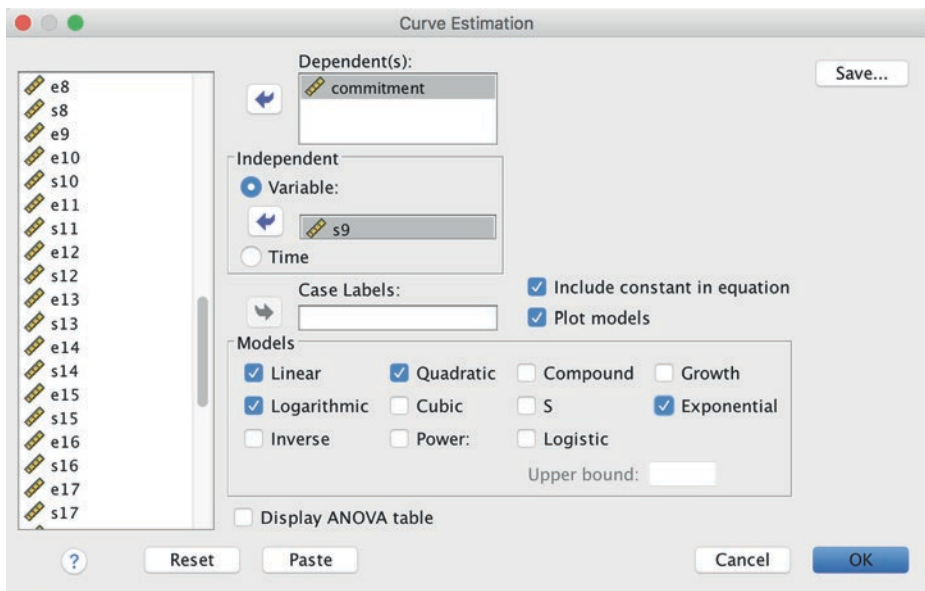 Curve Estimation
e8
s8
e9
e10
s10
e11
s11
e12
s12
e13
s13
e14
s14
e15
s15
e16
s16
e17
s17
Dependent(s):
commitment
Save...
Independent
Variable:
s9
Time
Case Labels:
Include constant in equation
Plot models
Models
Linear Quadratic Compound Growth
Logarithmic Cubic S Exponential
Inverse Power: Logistic
Upper bound:
Display ANOVA table
? Reset Paste Cancel OK